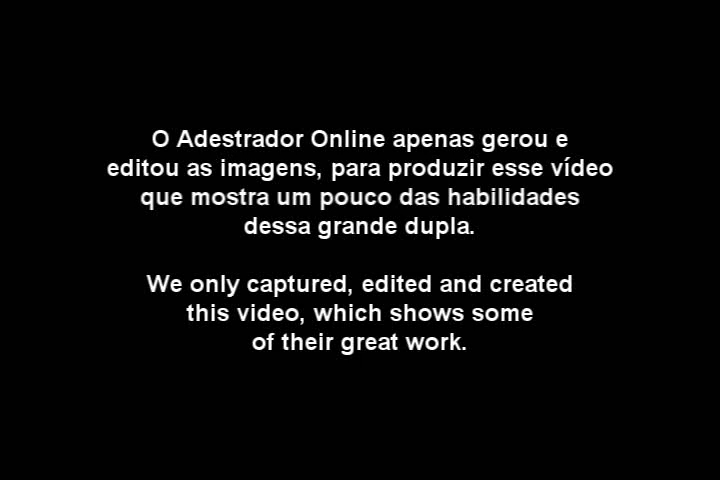 O Adestrador Online apenas gerou e
editou as imagens, para produzir esse vídeo
que mostra um pouco das habilidades
dessa grande dupla.
We only captured, edited and created
this video, which shows some
of their great work.